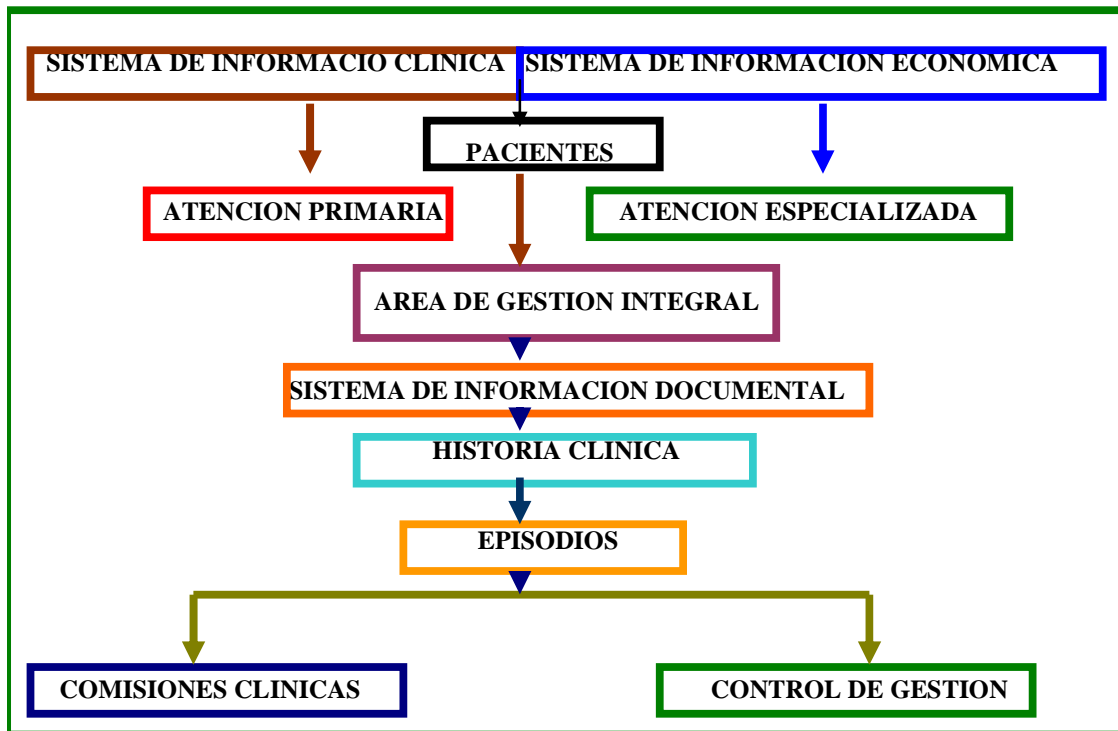 SISTEMA DE INFORMACIO CLINICA
SISTEMA DE INFORMACION ECONOMICA
PACIENTES
ATENCION PRIMARIA
ATENCION ESPECIALIZADA
AREA DE GESTION INTEGRAL
SISTEMA DE INFORMACION DOCUMENTAL
HISTORIA CLINICA
EPISODIOS
COMISIONES CLINICAS
CONTROL DE GESTION